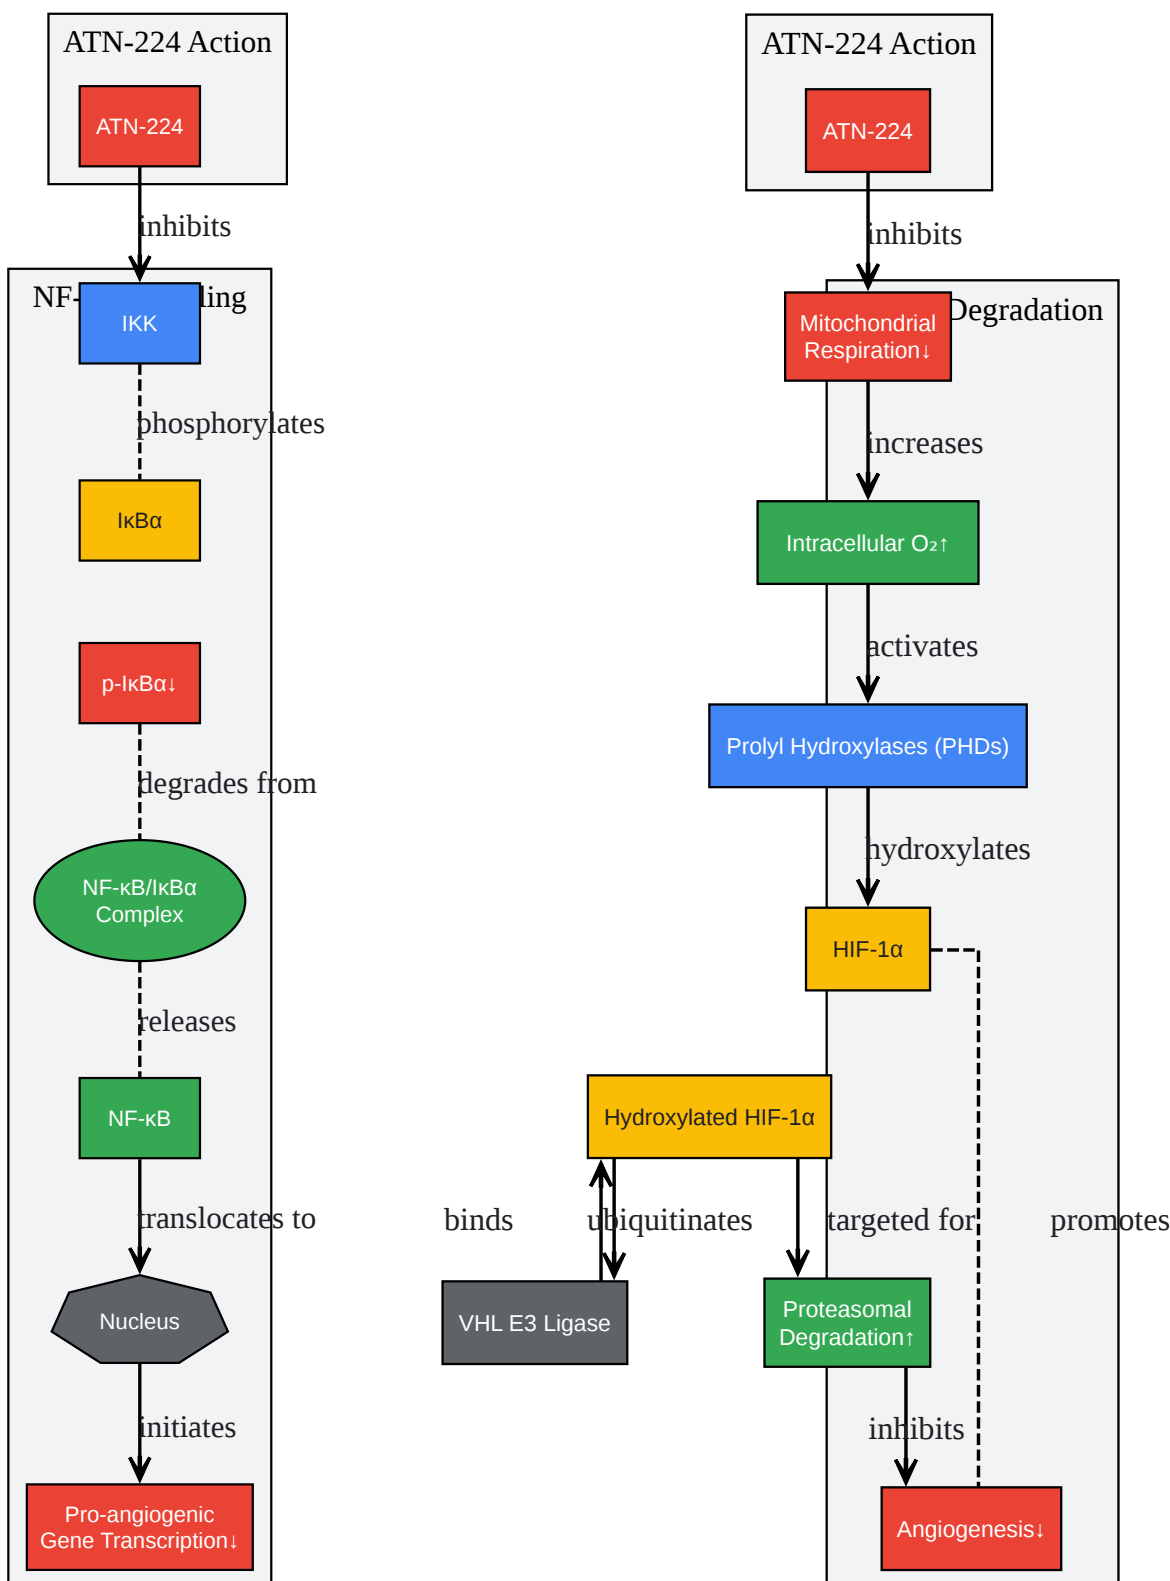 ATN-224 Action
ATN-224
inhibits
NF-
ling
IKK
phosphorylates
IκBα
p-IκBα↓
degrades from
NF-κB/IκBα
Complex
releases
NF-κB
translocates to
Nucleus
initiates
Pro-angiogenic
Gene Transcription↓
ATN-224 Action
ATN-224
inhibits
Degradation
Mitochondrial
Respiration↓
increases
Intracellular O₂↑
activates
Prolyl Hydroxylases (PHDs)
hydroxylates
HIF-1α
Hydroxylated HIF-1α
binds
ubiquitinates
targeted for
promotes
VHL E3 Ligase
Proteasomal
Degradation↑
inhibits
Angiogenesis↓